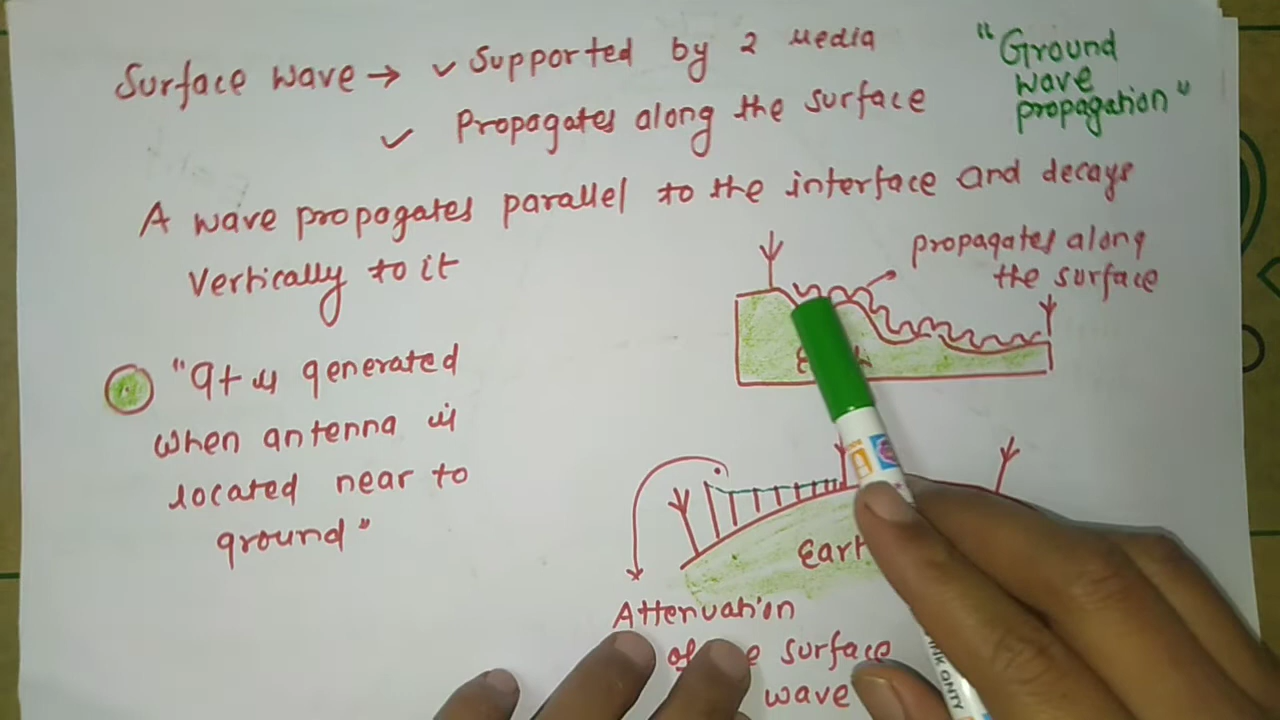 Surface wave → ✓ Supported by 2 Media
✓ Propagates along the surface
"Ground
wave
propagation"
A wave propagates parallel to the interface and decays
vertically to it
propagates along
the surface
"It is generated
when antenna is
located near to
ground"
Earth
Attenuation
surface
wave